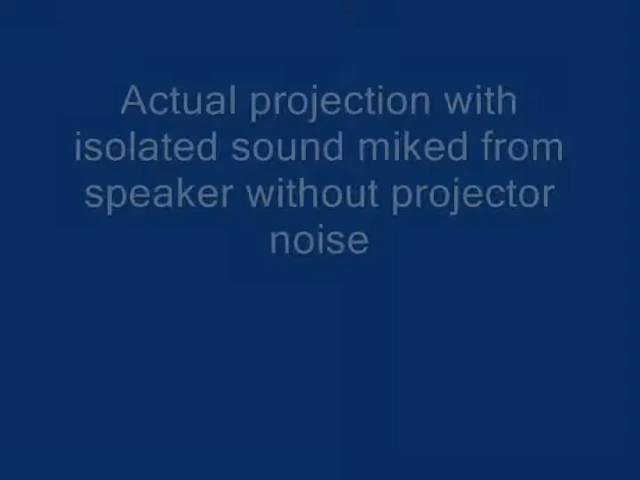 Actual projection with
isolated sound miked from
speaker without projector
noise